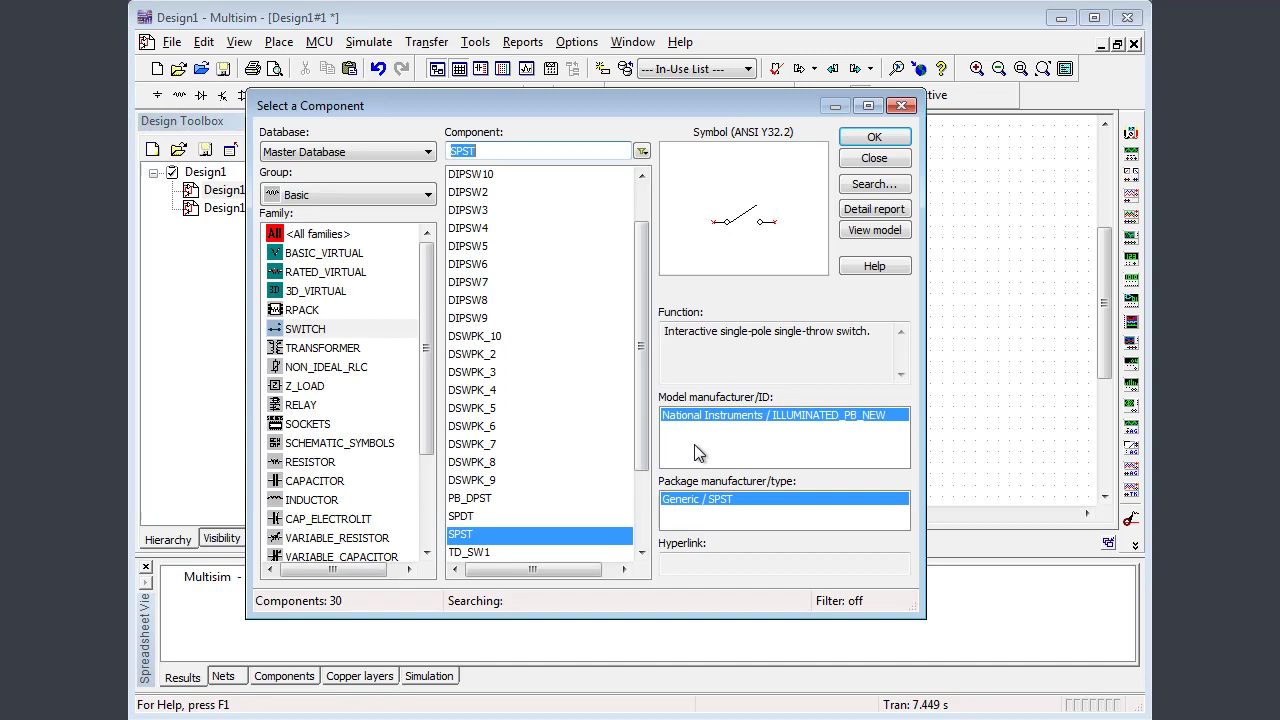 Design1 - Multisim - [Design1#1 *]
File Edit View Place MCU Simulate Transfer Tools Reports Options Window Help
--- In-Use List ---
Select a Component
Design Toolbox
Design1
Design1
Design1
Hierarchy Visibility
Database:
Master Database
Group:
Basic
Family:
All <All families>
BASIC_VIRTUAL
RATED_VIRTUAL
3D 3D_VIRTUAL
RPACK
SWITCH
TRANSFORMER
NON_IDEAL_RLC
Z_LOAD
RELAY
SOCKETS
SCHEMATIC_SYMBOLS
RESISTOR
CAPACITOR
INDUCTOR
CAP_ELECTROLIT
VARIABLE_RESISTOR
VARIABLE_CAPACITOR
Component:
SPST
DIPSW10
DIPSW2
DIPSW3
DIPSW4
DIPSW5
DIPSW6
DIPSW7
DIPSW8
DIPSW9
DSWPK_10
DSWPK_2
DSWPK_3
DSWPK_4
DSWPK_5
DSWPK_6
DSWPK_7
DSWPK_8
DSWPK_9
PB_DPST
SPDT
SPST
TD_SW1
Symbol (ANSI Y32.2)
OK
Close
Search...
Detail report
View model
Help
Function:
Interactive single-pole single-throw switch.
Model manufacturer/ID:
National Instruments / ILLUMINATED_PB_NEW
Package manufacturer/type:
Generic / SPST
Hyperlink:
Components: 30 Searching: Filter: off
Multisim -
Spreadsheet Vie
Results Nets Components Copper layers Simulation
For Help, press F1 Tran: 7.449 s